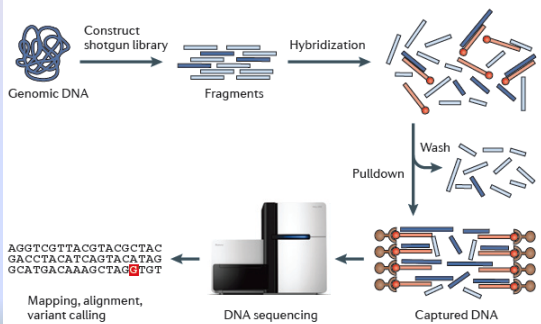 Construct
shotgun library
Hybridization
Genomic DNA
Fragments
Wash
Pulldown
AGGTCGTTACGTACGCTAC
GACCTACATCAGTACATAG
GCATGACAAAGCTAGGTGT
Mapping, alignment,
variant calling
DNA sequencing
Captured DNA